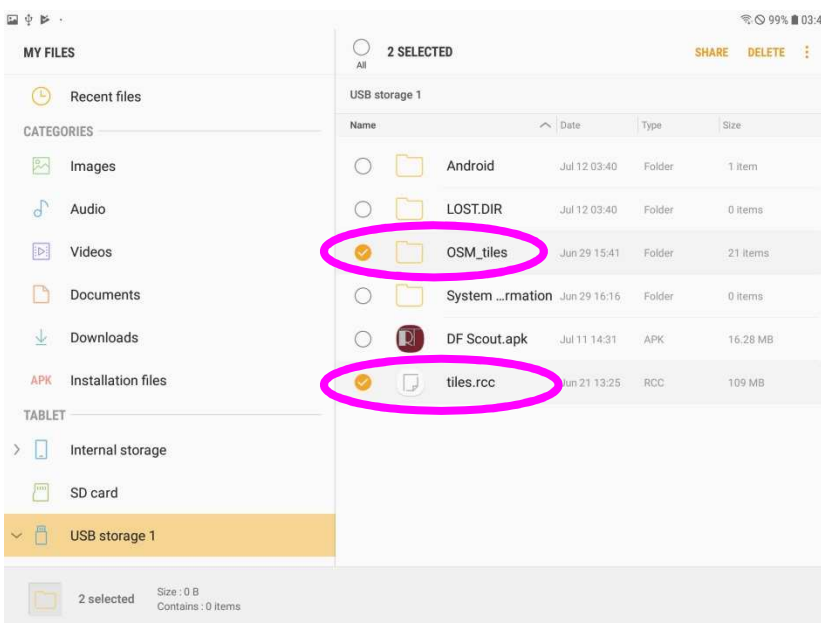 99% 03:4
MY FILES
All
2 SELECTED
SHARE DELETE
Recent files
USB storage 1
CATEGORIES
Name Date Type Size
Images
Android Jul 12 03:40 Folder 1 item
Audio
LOST.DIR Jul 12 03:40 Folder 0 items
Videos
OSM_tiles Jun 29 15:41 Folder 21 items
Documents
System ...rmation Jun 29 16:16 Folder 0 items
Downloads
DF Scout.apk Jul 11 14:31 APK 16.28 MB
APK Installation files
tiles.rcc Jun 21 13:25 RCC 109 MB
TABLET
Internal storage
SD card
USB storage 1
2 selected
Size : 0 B
Contains : 0 items